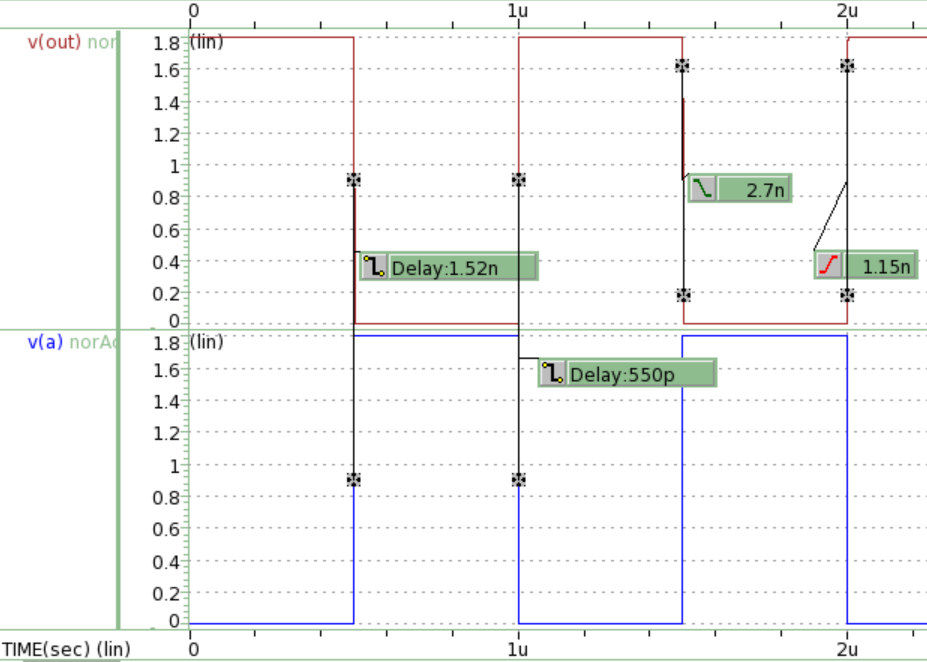 0 1u 2u
v(out) nor
1.8 (lin)
1.6
1.4
1.2
1
0.8
0.6
0.4
0.2
0
2.7n
Delay:1.52n
1.15n
v(a) norAc
1.8 (lin)
1.6
1.4
1.2
1
0.8
0.6
0.4
0.2
0
Delay:550p
TIME(sec) (lin) 0 1u 2u